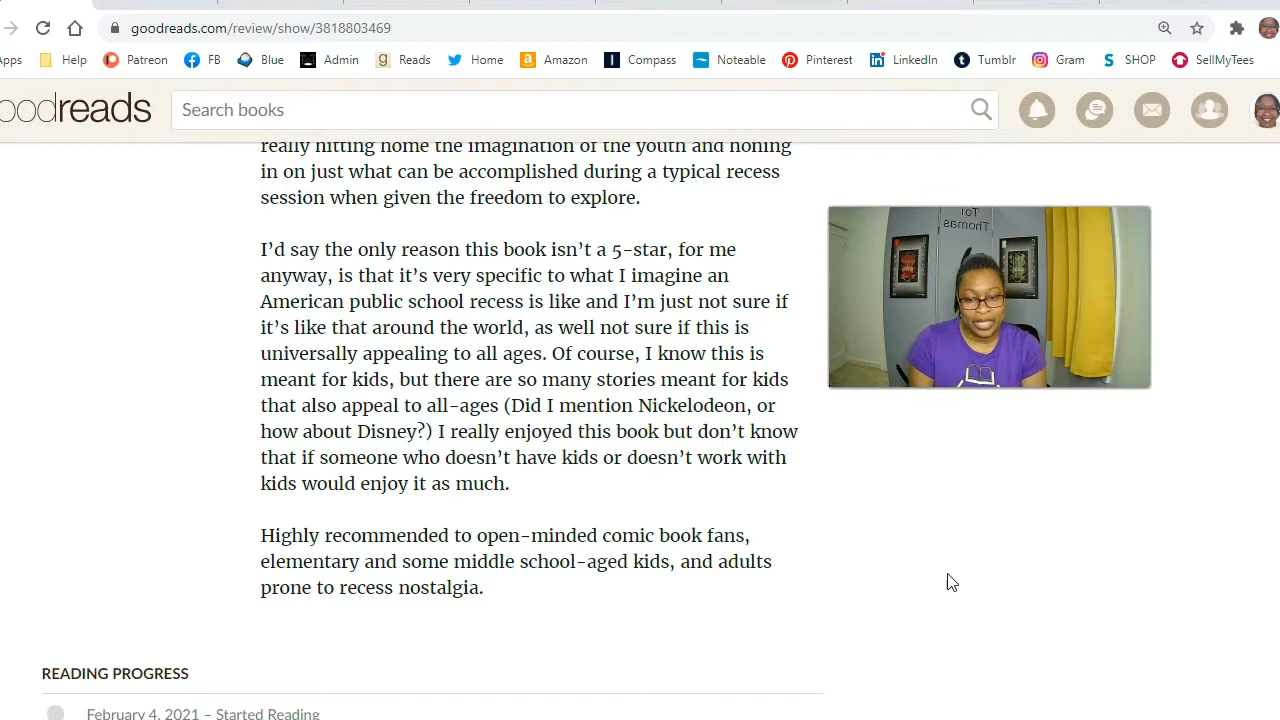 goodreads.com/review/show/3818803469
Apps Help Patreon FB Blue Admin Reads Home Amazon Compass Noteable Pinterest LinkedIn Tumblr Gram SHOP SellMyTees
goodreads Search books
really hitting home the imagination of the youth and honing
in on just what can be accomplished during a typical recess
session when given the freedom to explore.
I’d say the only reason this book isn’t a 5-star, for me
anyway, is that it’s very specific to what I imagine an
American public school recess is like and I’m just not sure if
it’s like that around the world, as well not sure if this is
universally appealing to all ages. Of course, I know this is
meant for kids, but there are so many stories meant for kids
that also appeal to all-ages (Did I mention Nickelodeon, or
how about Disney?) I really enjoyed this book but don’t know
that if someone who doesn’t have kids or doesn’t work with
kids would enjoy it as much.
Highly recommended to open-minded comic book fans,
elementary and some middle school-aged kids, and adults
prone to recess nostalgia.
Toi
Thomas
READING PROGRESS
February 4, 2021 – Started Reading